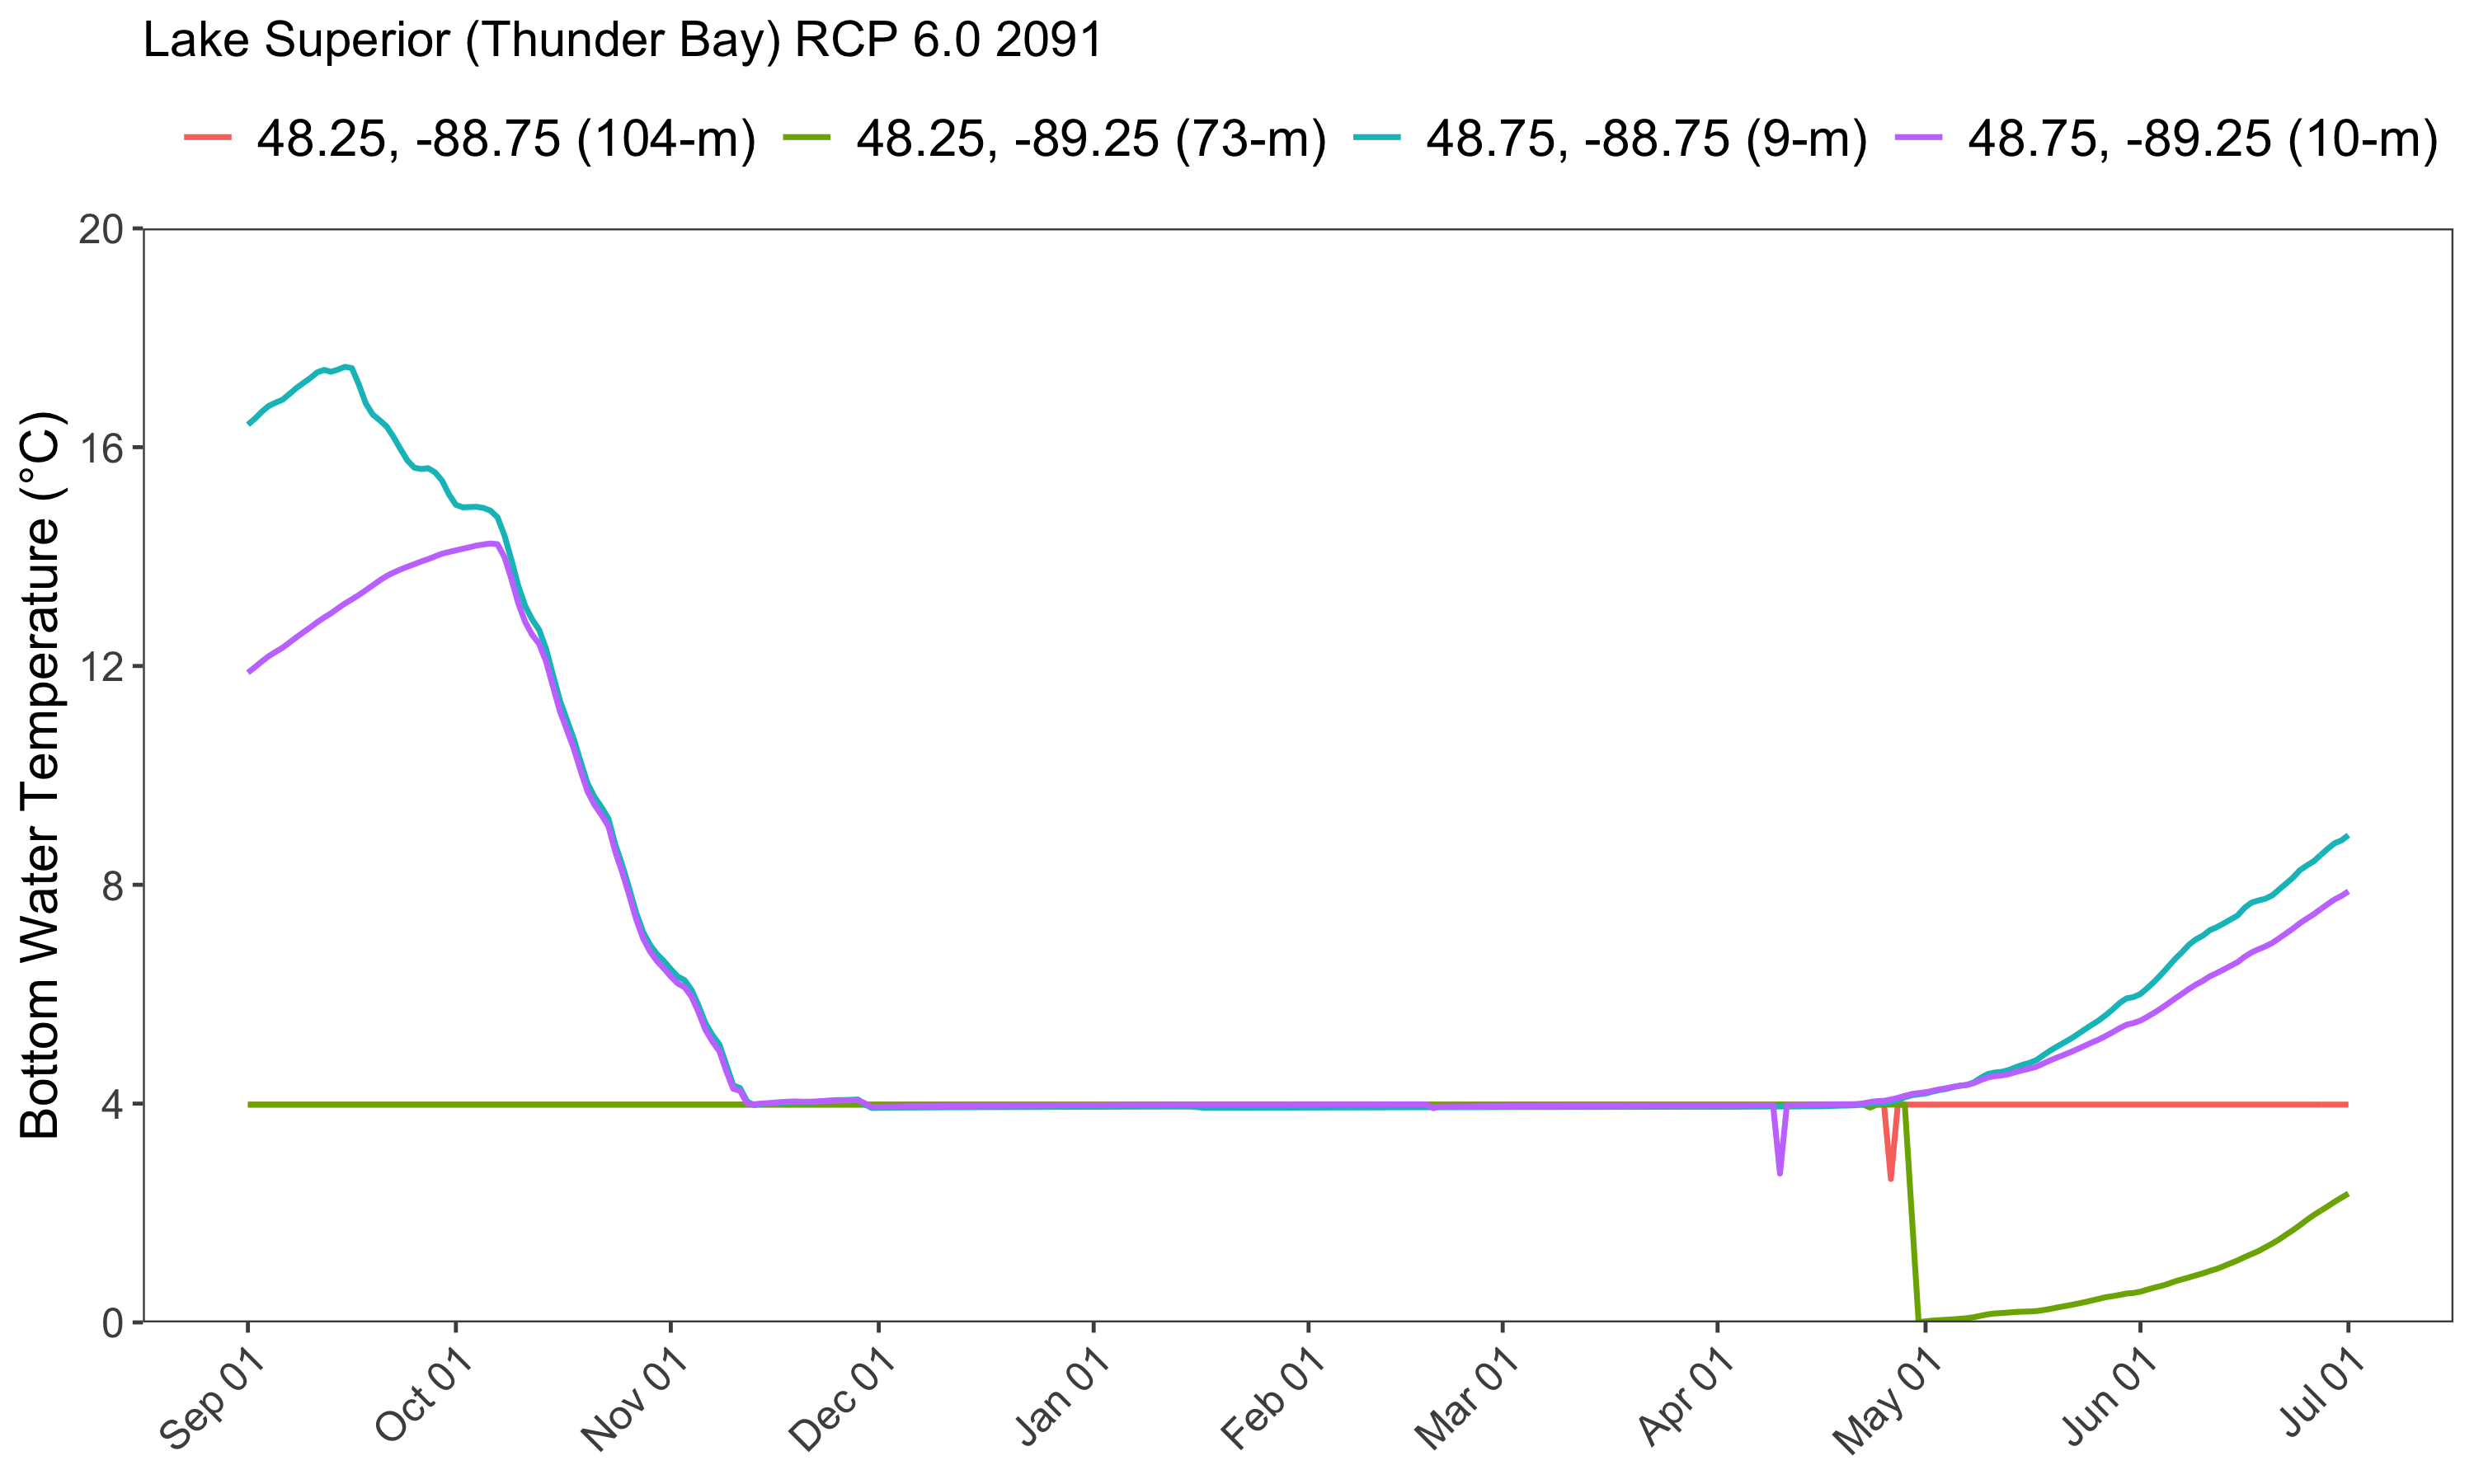 Lake Superior (Thunder Bay) RCP 6.0 2091
48.25, -88.75 (104-m) 48.25, -89.25 (73-m) 48.75, -88.75 (9-m) 48.75, -89.25 (10-m)
Bottom Water Temperature (°C)
20
16
12
8
4
0
Sep 01 Oct 01 Nov 01 Dec 01 Jan 01 Feb 01 Mar 01 Apr 01 May 01 Jun 01 Jul 01